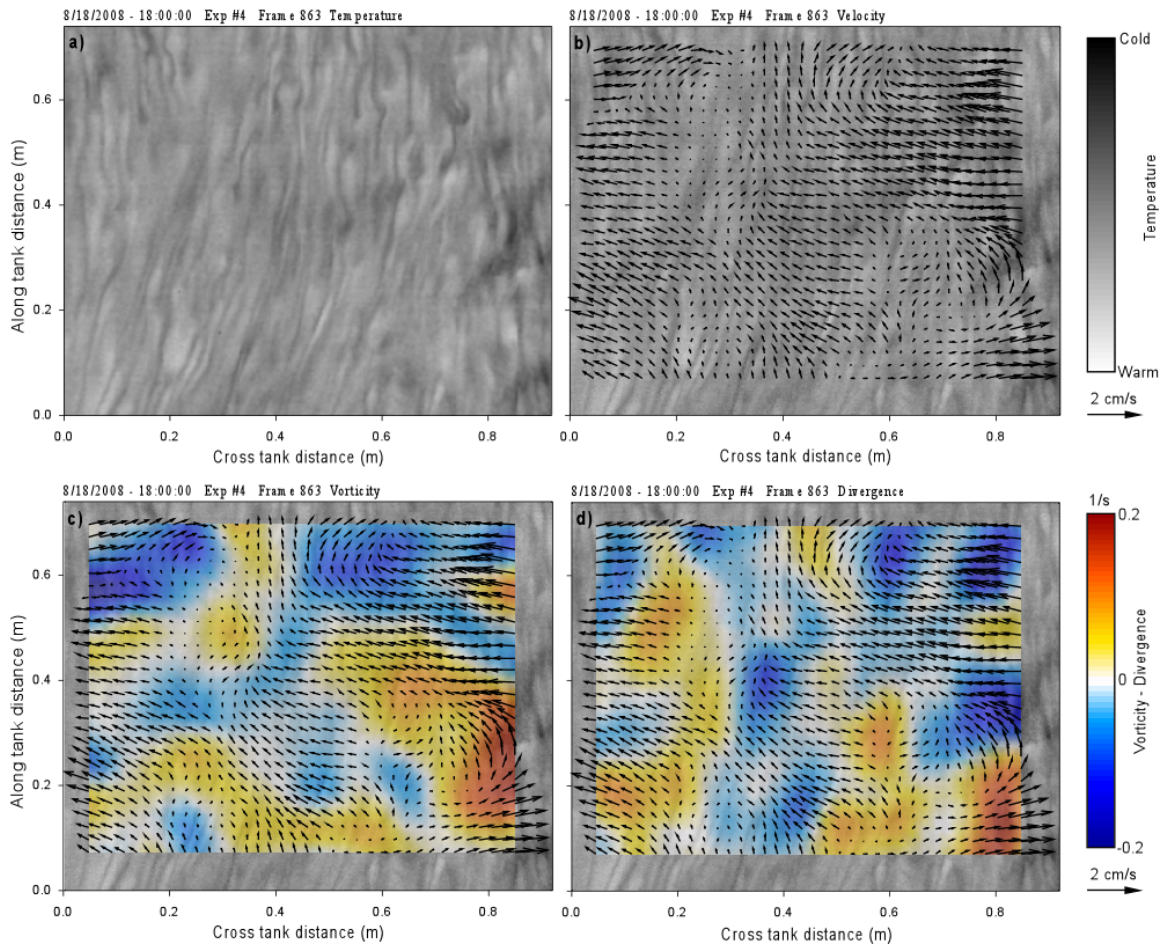 8/18/2008 - 18:00:00 Exp #4 Frame 863 Temperature
a)
0.6
0.4
0.2
0.0
Along tank distance (m)
0.0 0.2 0.4 0.6 0.8
Cross tank distance (m)
8/18/2008 - 18:00:00 Exp #4 Frame 863 Velocity
b)
0.0 0.2 0.4 0.6 0.8
Cross tank distance (m)
Cold
Temperature
Warm
2 cm/s
8/18/2008 - 18:00:00 Exp #4 Frame 863 Vorticity
c)
0.6
0.4
0.2
0.0
Along tank distance (m)
0.0 0.2 0.4 0.6 0.8
Cross tank distance (m)
8/18/2008 - 18:00:00 Exp #4 Frame 863 Divergence
d)
0.0 0.2 0.4 0.6 0.8
Cross tank distance (m)
1/s
0.2
0
-0.2
Vorticity - Divergence
2 cm/s